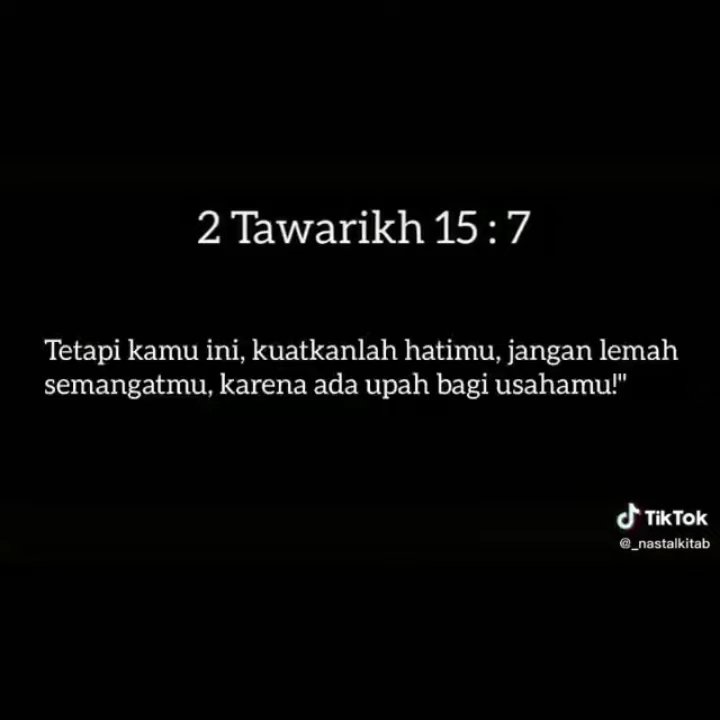 2 Tawarikh 15 : 7
Tetapi kamu ini, kuatkanlah hatimu, jangan lemah
semangatmu, karena ada upah bagi usahamu!"
TikTok
@_nastalkitab